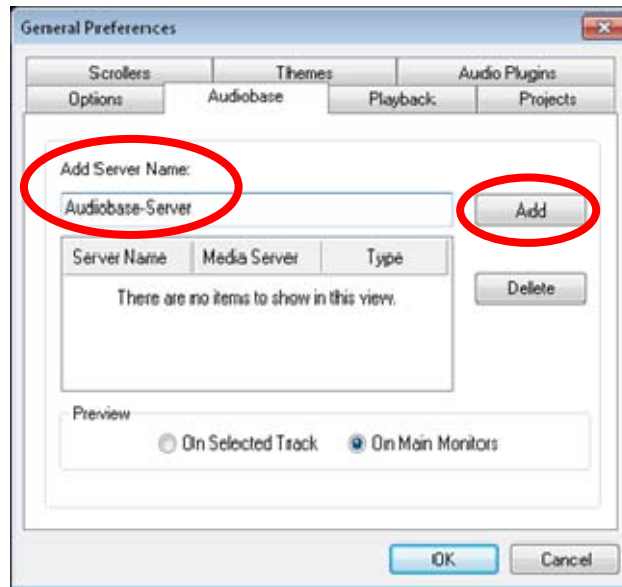 General Preferences
Scrollers Themes Audio Plugins
Options Audiobase Playback Projects
Add Server Name:
Audiobase-Server
Add
Server Name Media Server Type
There are no items to show in this view.
Delete
Preview
On Selected Track On Main Monitors
OK Cancel